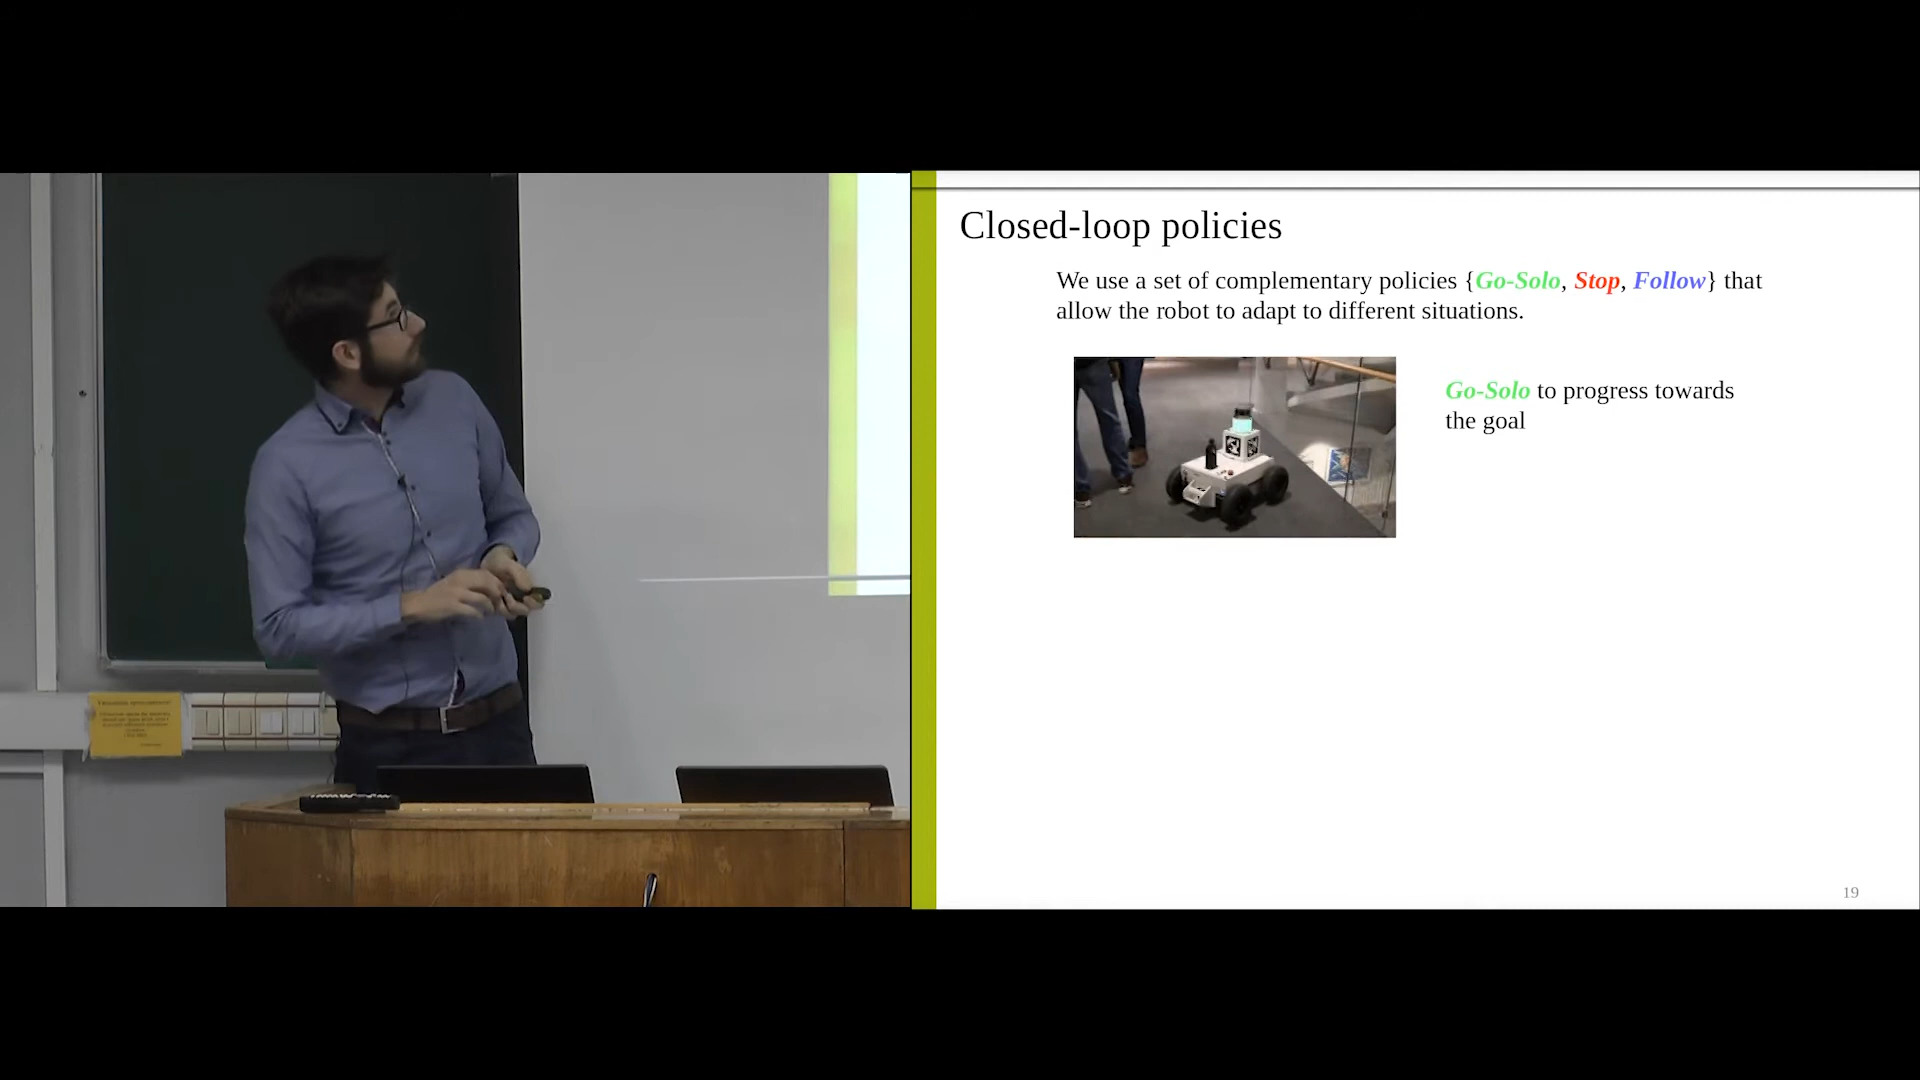 Closed-loop policies
We use a set of complementary policies {Go-Solo, Stop, Follow} that
allow the robot to adapt to different situations.
Go-Solo to progress towards
the goal
19